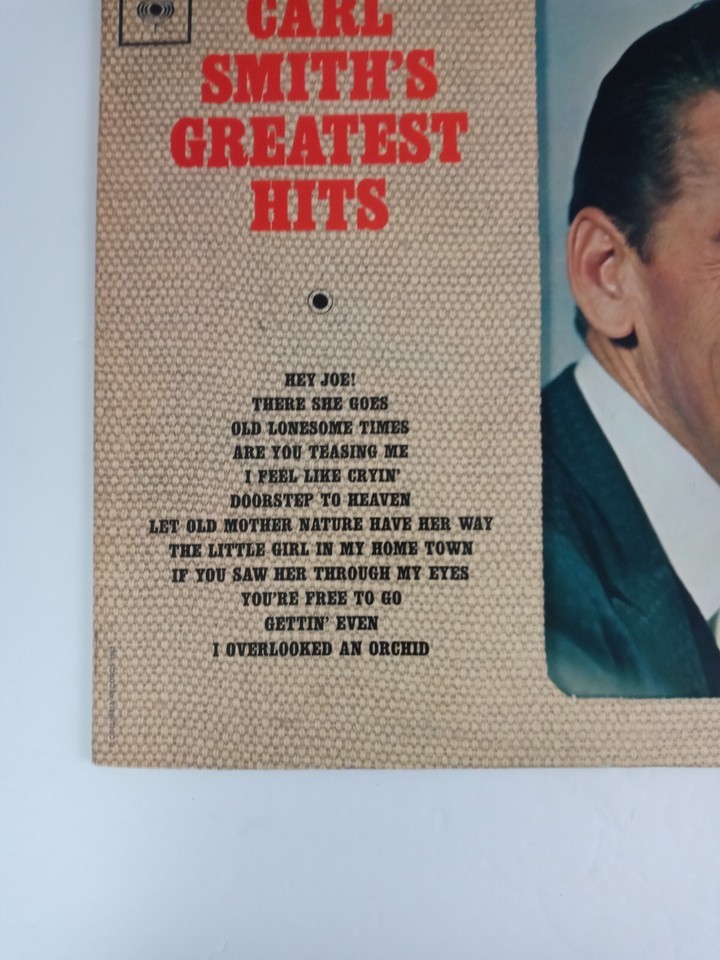 CARL
SMITH'S
GREATEST
HITS
HEY JOE!
THERE SHE GOES
OLD LONESOME TIMES
ARE YOU TEASING ME
I FEEL LIKE CRYIN'
DOORSTEP TO HEAVEN
LET OLD MOTHER NATURE HAVE HER WAY
THE LITTLE GIRL IN MY HOME TOWN
IF YOU SAW HER THROUGH MY EYES
YOU'RE FREE TO GO
GETTIN' EVEN
I OVERLOOKED AN ORCHID